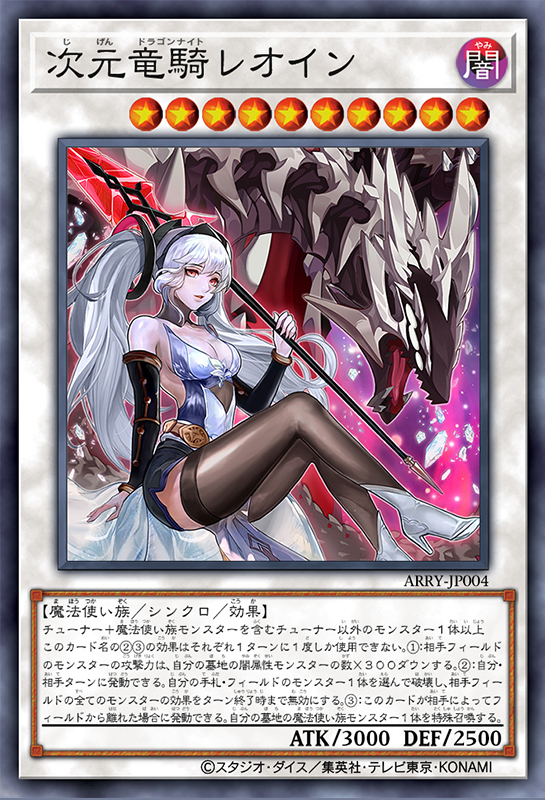 次元竜騎レオイン
じげんドラゴンナイト
やみ
闇
ARRY-JP004
【魔法使い族／シンクロ／効果】
チューナー＋魔法使い族モンスターを含むチューナー以外のモンスター１体以上
このカード名の②③の効果はそれぞれ１ターンに１度しか使用できない。①：相手フィールド
のモンスターの攻撃力は、自分の墓地の闇属性モンスターの数×３００ダウンする。②：自分・
相手ターンに発動できる。自分の手札・フィールドのモンスター１体を選んで破壊し、相手フィー
ルドの全てのモンスターの効果をターン終了時まで無効にする。③：このカードが相手によってフ
ィールドから離れた場合に発動できる。自分の墓地の魔法使い族モンスター１体を特殊召喚する。
ATK/3000 DEF/2500
©スタジオ・ダイス／集英社・テレビ東京・KONAMI